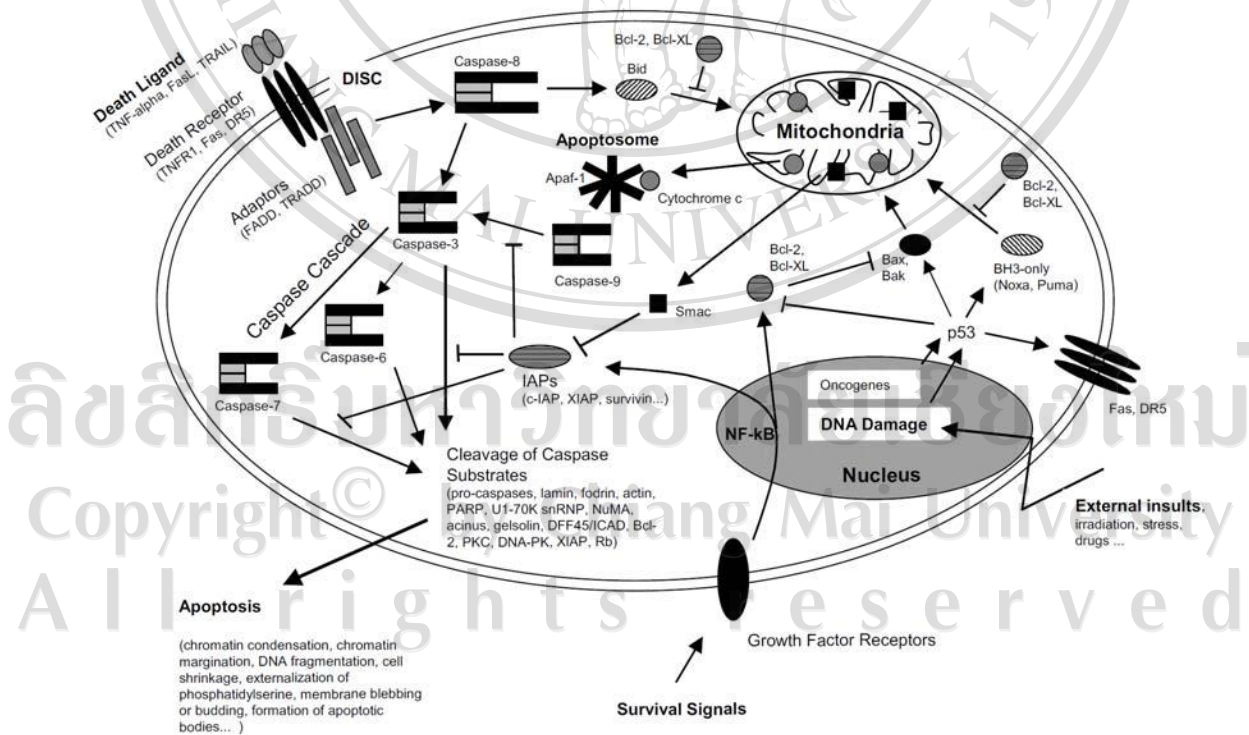 Death Ligand
(TNF-alpha, FasL, TRAIL)
Death Receptor
(TNFR1, Fas, DR5)
Adaptors
(FADD, TRADD)
DISC
Caspase-8
Bcl-2, Bcl-XL
Bid
Mitochondria
Apoptosome
Apaf-1
Cytochrome c
Caspase-3
Caspase-9
Caspase Cascade
Caspase-6
Caspase-7
Smac
Bcl-2,
Bcl-XL
Bax,
Bak
Bcl-2,
Bcl-XL
BH3-only
(Noxa, Puma)
p53
Fas, DR5
IAPs
(c-IAP, XIAP, survivin...)
Oncogenes
DNA Damage
NF-kB
Nucleus
Cleavage of Caspase
Substrates
(pro-caspases, lamin, fodrin, actin,
PARP, U1-70K snRNP, NuMA,
acinus, gelsolin, DFF45/ICAD, Bcl-
2, PKC, DNA-PK, XIAP, Rb)
External insults,
irradiation, stress,
drugs ...
Apoptosis
(chromatin condensation, chromatin
margination, DNA fragmentation, cell
shrinkage, externalization of
phosphatidylserine, membrane blebbing
or budding, formation of apoptotic
bodies... )
Growth Factor Receptors
Survival Signals
MAI UNIVERSITY 19
ลิขสิทธิ์มหาวิทยาลัยเชียงใหม่
Copyright© by Chiang Mai University
All rights reserved